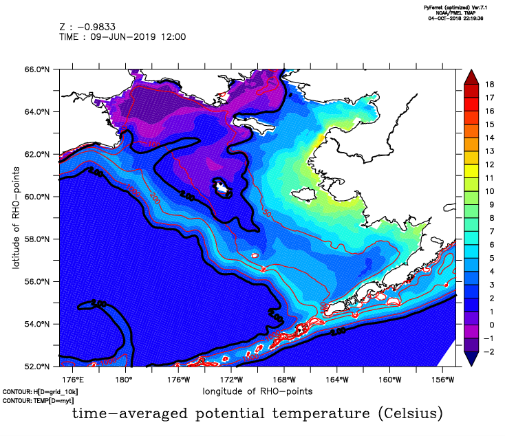 PyFerret (optimized) Ver.7.1
NOAA/PMEL TMAP
04-OCT-2018 22:19:36
Z : -0.9833
TIME : 09-JUN-2019 12:00
66.0°N
64.0°N
62.0°N
60.0°N
58.0°N
56.0°N
54.0°N
52.0°N
latitude of RHO-points
176°E 180° 176°W 172°W 168°W 164°W 160°W 156°W
longitude of RHO-points
18
17
16
15
14
13
12
11
10
9
8
7
6
5
4
3
2
1
0
-1
-2
CONTOUR: H[D=grid_10k]
CONTOUR: TEMP[D=myt]
time-averaged potential temperature (Celsius)